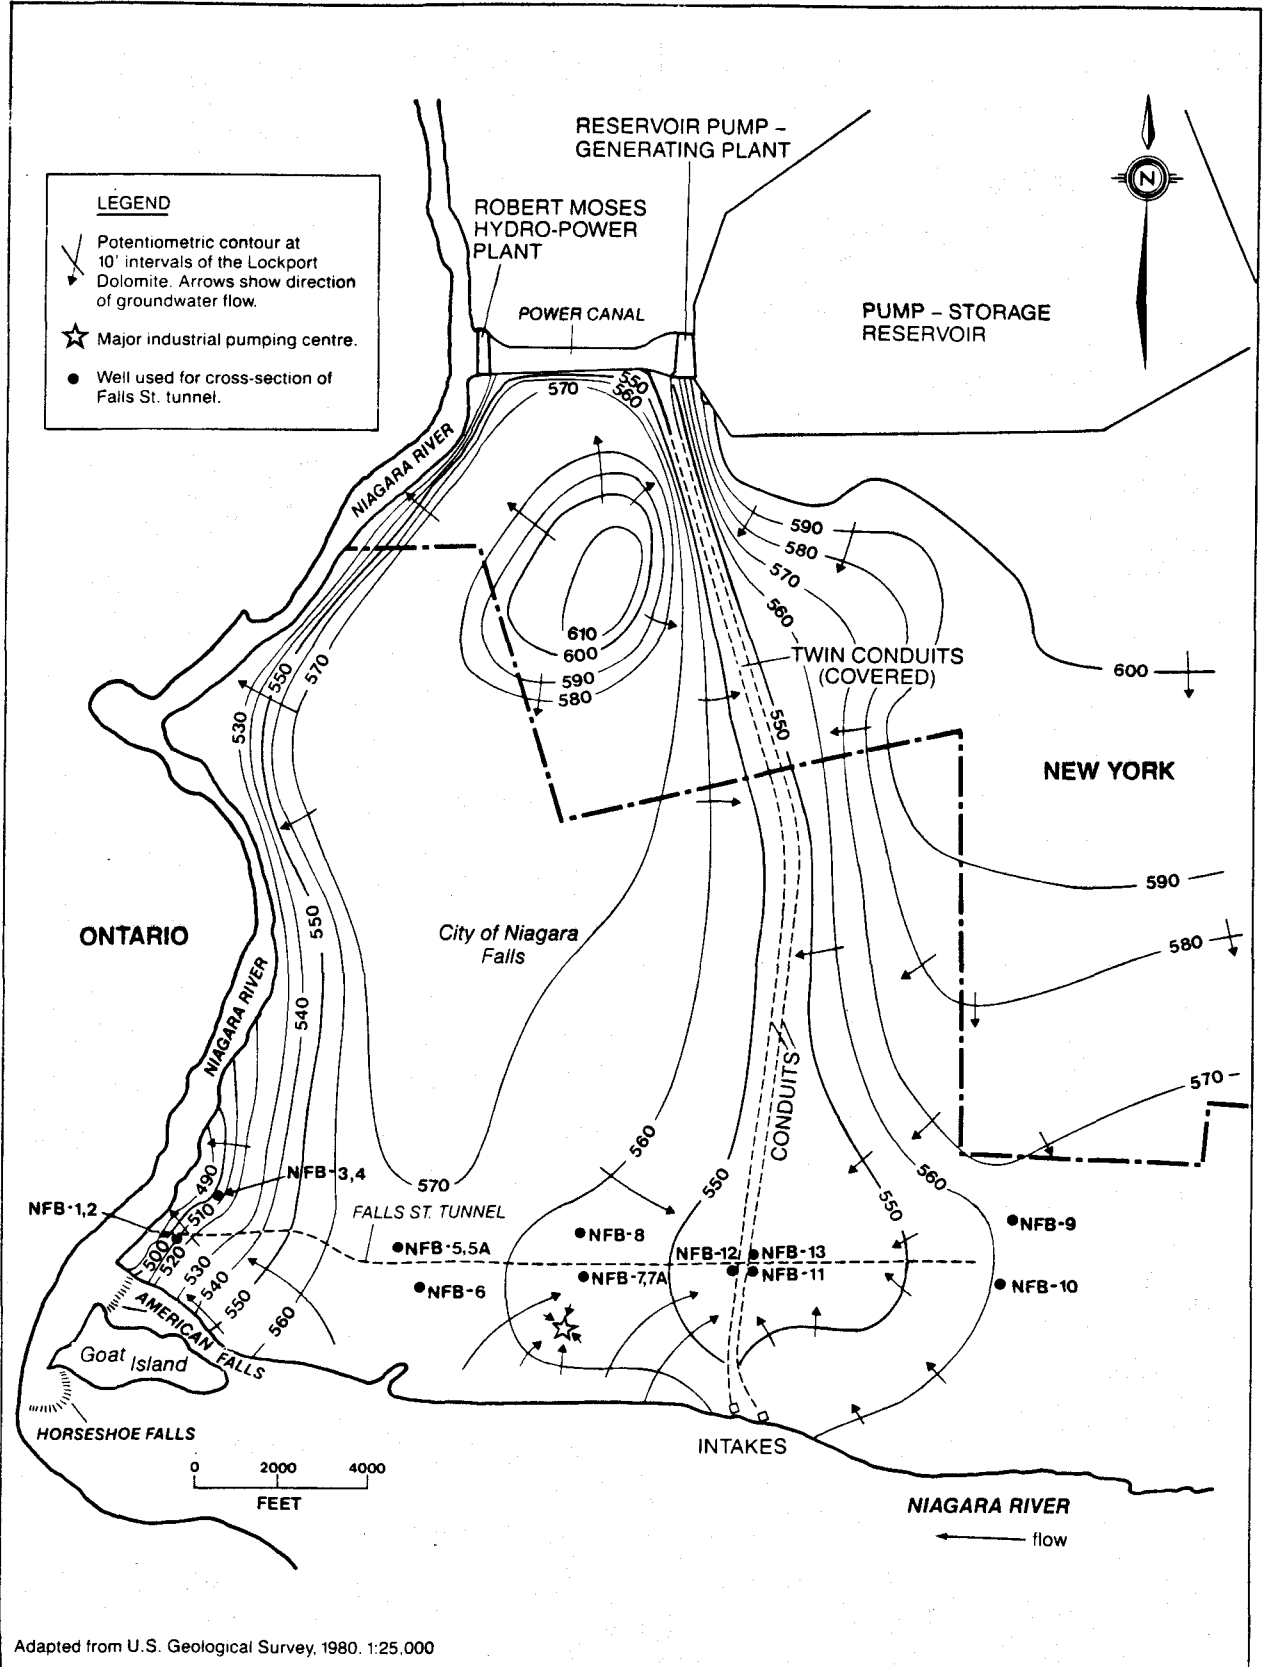 RESERVOIR PUMP –
GENERATING PLANT
LEGEND
Potentiometric contour at
10' intervals of the Lockport
Dolomite. Arrows show direction
of groundwater flow.
Major industrial pumping centre.
Well used for cross-section of
Falls St. tunnel.
ROBERT MOSES
HYDRO-POWER
PLANT
N
POWER CANAL
PUMP – STORAGE
RESERVOIR
550
560
570
NIAGARA RIVER
590
580
570
560
610
600
590
580
TWIN CONDUITS
(COVERED)
600
550
570
530
550
NEW YORK
590
ONTARIO
550
City of Niagara
Falls
580
NIAGARA RIVER
540
CONDUITS
570
560
490
NFB-3,4
570
550
560
550
NFB-1,2
510
FALLS ST. TUNNEL
NFB-9
NFB-8
500
520
NFB-5,5A
NFB-12
NFB-13
530
NFB-7,7A
NFB-11
540
NFB-6
NFB-10
550
560
AMERICAN FALLS
Goat Island
HORSESHOE FALLS
INTAKES
0 2000 4000
FEET
NIAGARA RIVER
flow
Adapted from U.S. Geological Survey, 1980. 1:25,000